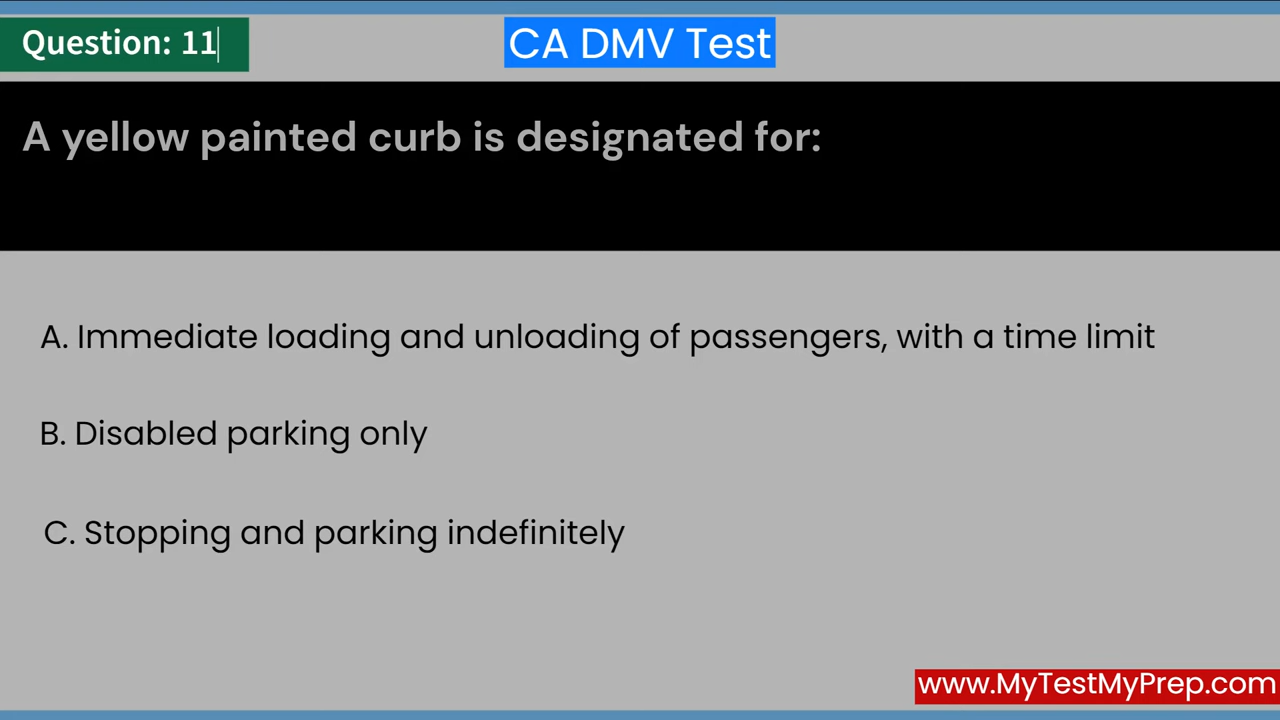 Question: 11
CA DMV Test
A yellow painted curb is designated for:
A. Immediate loading and unloading of passengers, with a time limit
B. Disabled parking only
C. Stopping and parking indefinitely
www.MyTestMyPrep.com